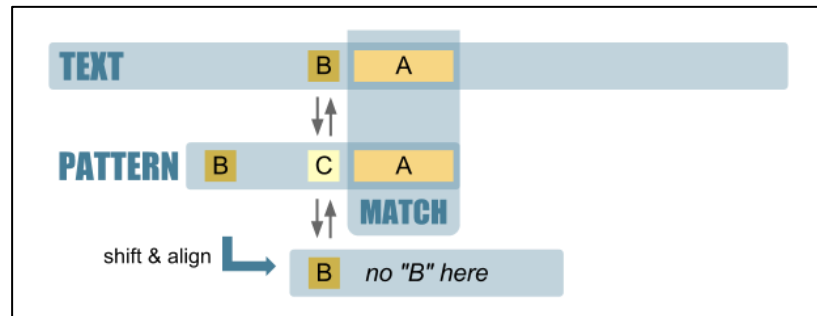 TEXT B A
PATTERN B C A
MATCH
shift & align
B no "B" here